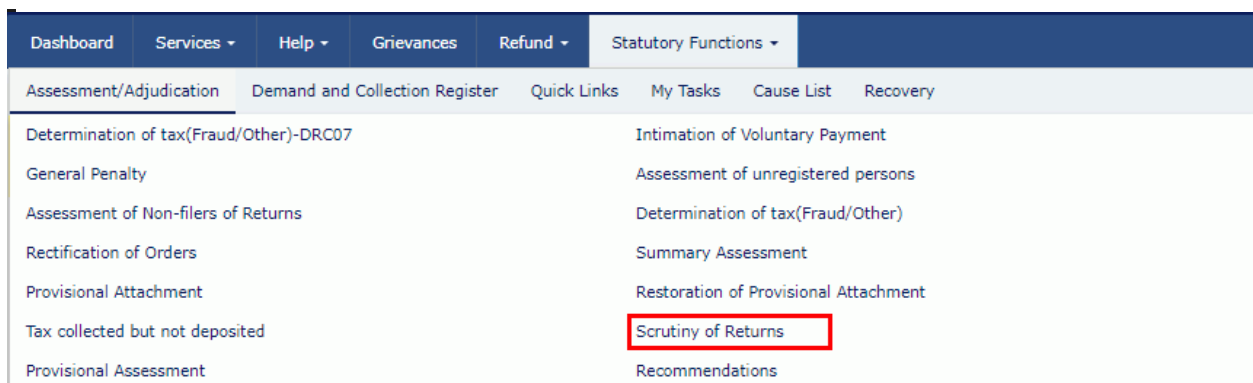 Dashboard Services Help Grievances Refund Statutory Functions
Assessment/Adjudication Demand and Collection Register Quick Links My Tasks Cause List Recovery
Determination of tax(Fraud/Other)-DRC07 Intimation of Voluntary Payment
General Penalty Assessment of unregistered persons
Assessment of Non-filers of Returns Determination of tax(Fraud/Other)
Rectification of Orders Summary Assessment
Provisional Attachment Restoration of Provisional Attachment
Tax collected but not deposited Scrutiny of Returns
Provisional Assessment Recommendations